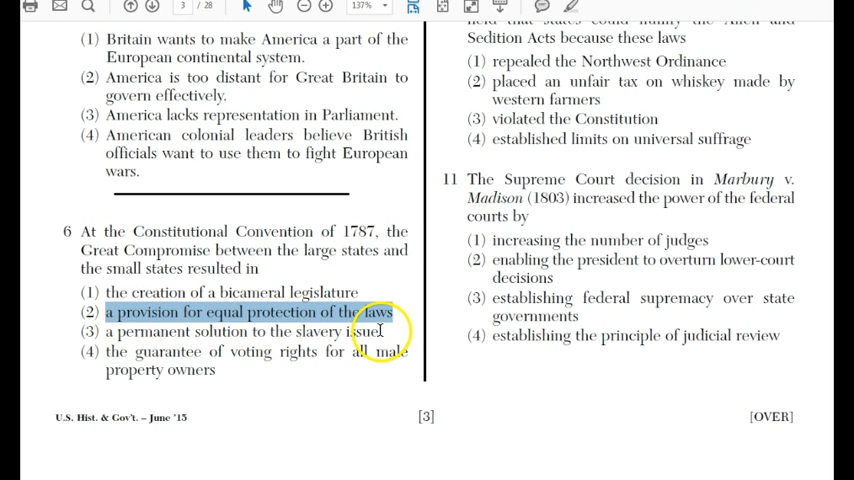 3 / 28
137%
(1) Britain wants to make America a part of the
European continental system.
(2) America is too distant for Great Britain to
govern effectively.
(3) America lacks representation in Parliament.
(4) American colonial leaders believe British
officials want to use them to fight European
wars.
6 At the Constitutional Convention of 1787, the
Great Compromise between the large states and
the small states resulted in
(1) the creation of a bicameral legislature
(2) a provision for equal protection of the laws
(3) a permanent solution to the slavery issue
(4) the guarantee of voting rights for all male
property owners
held that states could nullify the Alien and
Sedition Acts because these laws
(1) repealed the Northwest Ordinance
(2) placed an unfair tax on whiskey made by
western farmers
(3) violated the Constitution
(4) established limits on universal suffrage
11 The Supreme Court decision in Marbury v.
Madison (1803) increased the power of the federal
courts by
(1) increasing the number of judges
(2) enabling the president to overturn lower-court
decisions
(3) establishing federal supremacy over state
governments
(4) establishing the principle of judicial review
U.S. Hist. & Gov't. – June '15
[3]
[OVER]